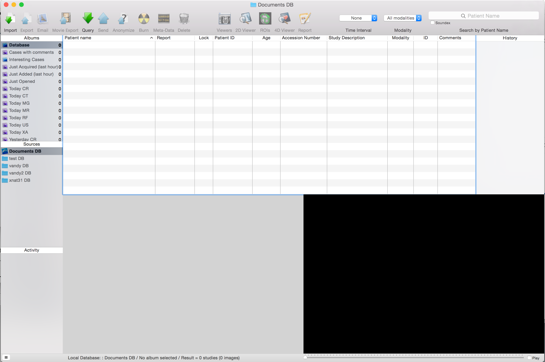 Documents DB
Import Export Email Movie Export Burn Query Send Anonymize Burn Meta-Data Delete Viewers 2D Viewer ROIs 4D Viewer Report
None
Time Interval
All modalities
Modality
Patient Name
Sources
Search by Patient Name
Albums
Patient name Report Lock Patient ID Age Accession Number Study Description Modality ID Comments History
Database 0
Cases with comments 0
Interesting Cases 0
Just Acquired (last hour) 0
Just Added (last hour) 0
Just Opened 0
Today CR 0
Today CT 0
Today MG 0
Today MR 0
Today RF 0
Today US 0
Today XA 0
Yesterday CR 0
Sources
Documents DB
test DB
vandy DB
vandy2 DB
Activity
Local Database : Documents DB / No album selected / Result = 0 studies (0 images)
Play